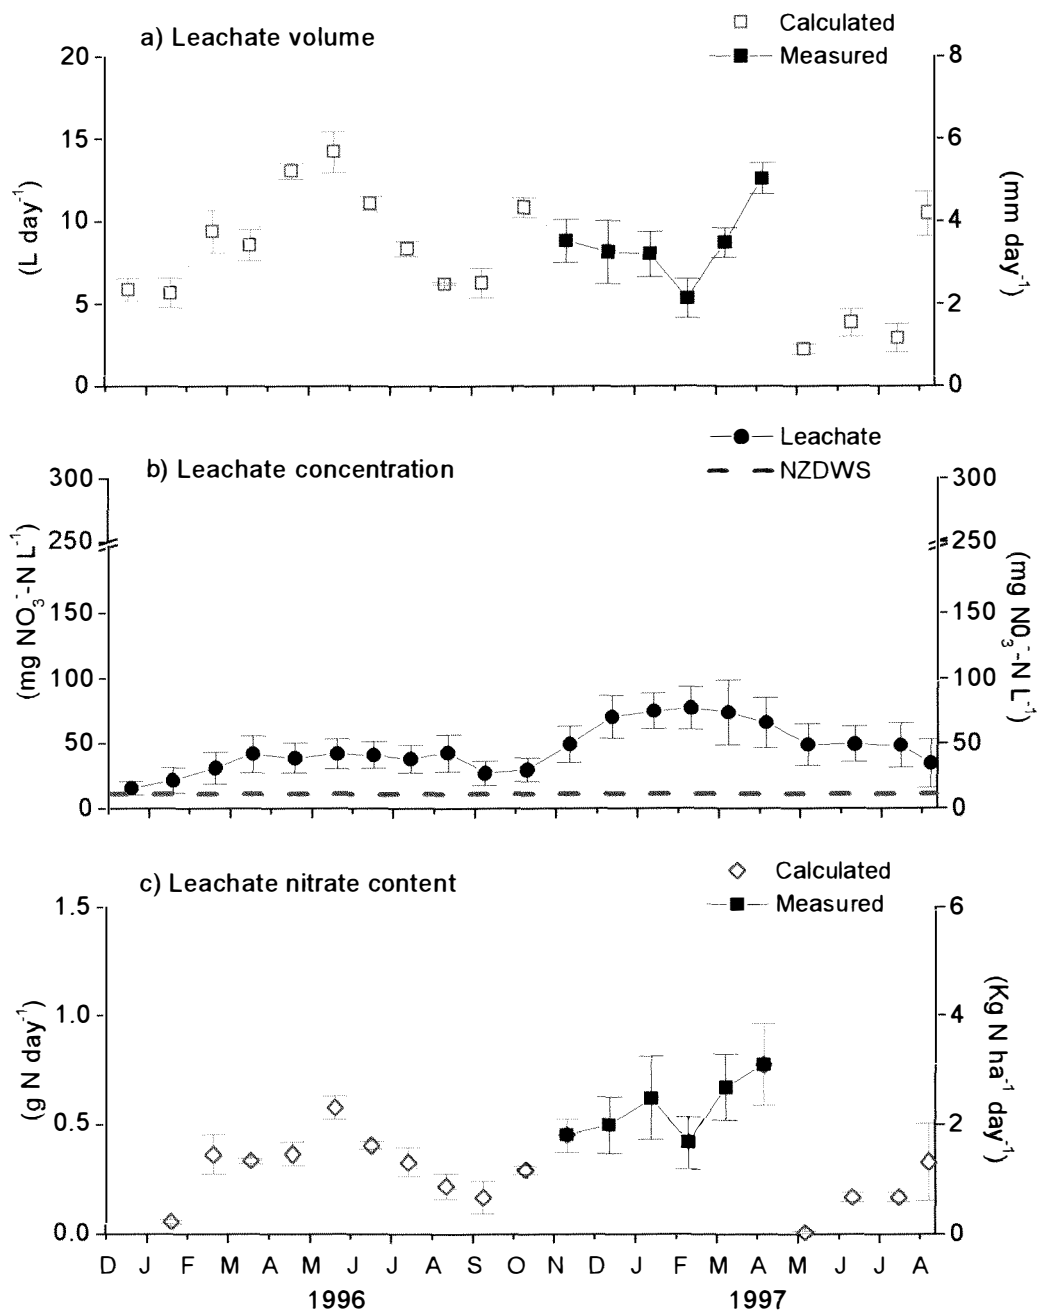 a) Leachate volume
Calculated
Measured
20
15
10
5
0
(L day⁻¹)
8
6
4
2
0
(mm day⁻¹)
b) Leachate concentration
Leachate
NZDWS
300
250
150
100
50
0
(mg NO₃⁻-N L⁻¹)
300
250
150
100
50
0
(mg N0₃⁻-N L⁻¹)
c) Leachate nitrate content
Calculated
Measured
1.5
1.0
0.5
0.0
(g N day⁻¹)
6
4
2
0
(Kg N ha⁻¹ day⁻¹)
D J F M A M J J A S O N D J F M A M J J A
1996 1997